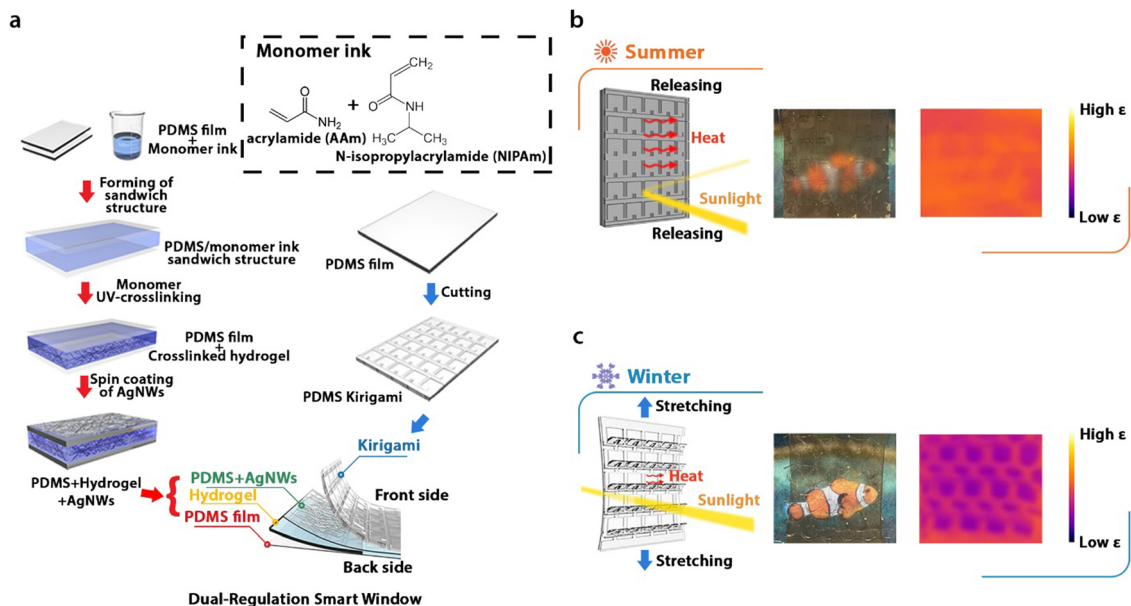 a
Monomer ink
CH₂
O
NH₂
+
O
NH
H₃C
CH₃
acrylamide (AAm)
N-isopropylacrylamide (NIPAm)
PDMS film
+
Monomer ink
Forming of
sandwich
structure
PDMS/monomer ink
sandwich structure
Monomer
UV-crosslinking
PDMS film
+
Crosslinked hydrogel
Spin coating
of AgNWs
PDMS+Hydrogel
+AgNWs
PDMS film
Cutting
PDMS Kirigami
Kirigami
PDMS+AgNWs
Hydrogel
PDMS film
Front side
Back side
Dual-Regulation Smart Window
b
Summer
Releasing
Heat
Sunlight
Releasing
High ε
Low ε
c
Winter
Stretching
Heat
Sunlight
Stretching
High ε
Low ε